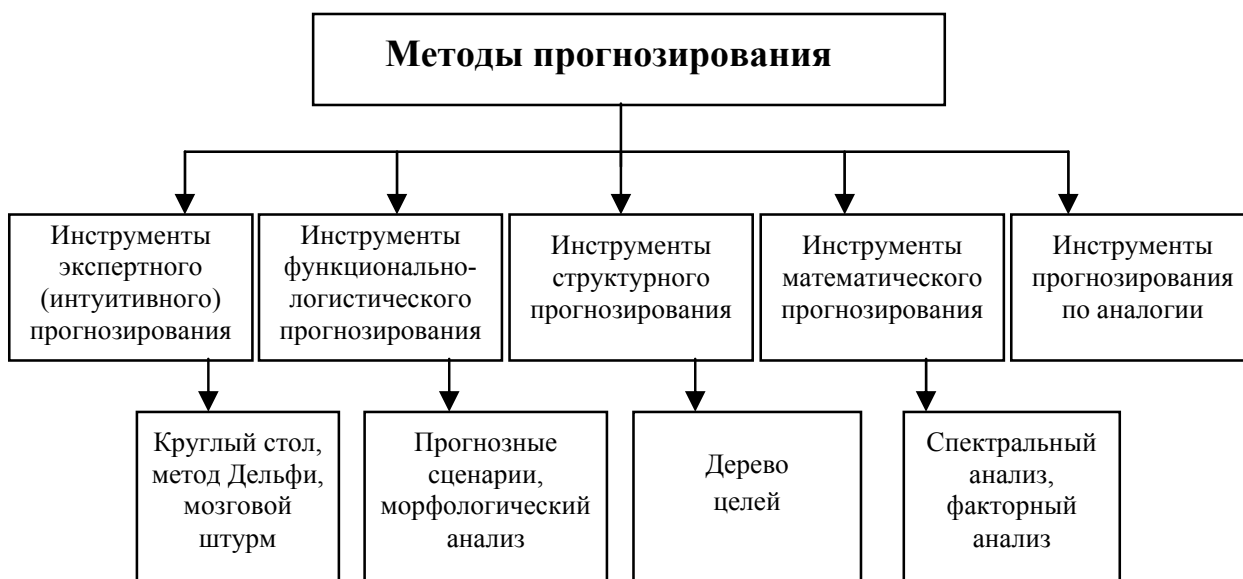 Методы прогнозирования
Инструменты
экспертного
(интуитивного)
прогнозирования
Инструменты
функционально-
логистического
прогнозирования
Инструменты
структурного
прогнозирования
Инструменты
математического
прогнозирования
Инструменты
прогнозирования
по аналогии
Круглый стол,
метод Дельфи,
мозговой
штурм
Прогнозные
сценарии,
морфологический
анализ
Дерево
целей
Спектральный
анализ,
факторный
анализ